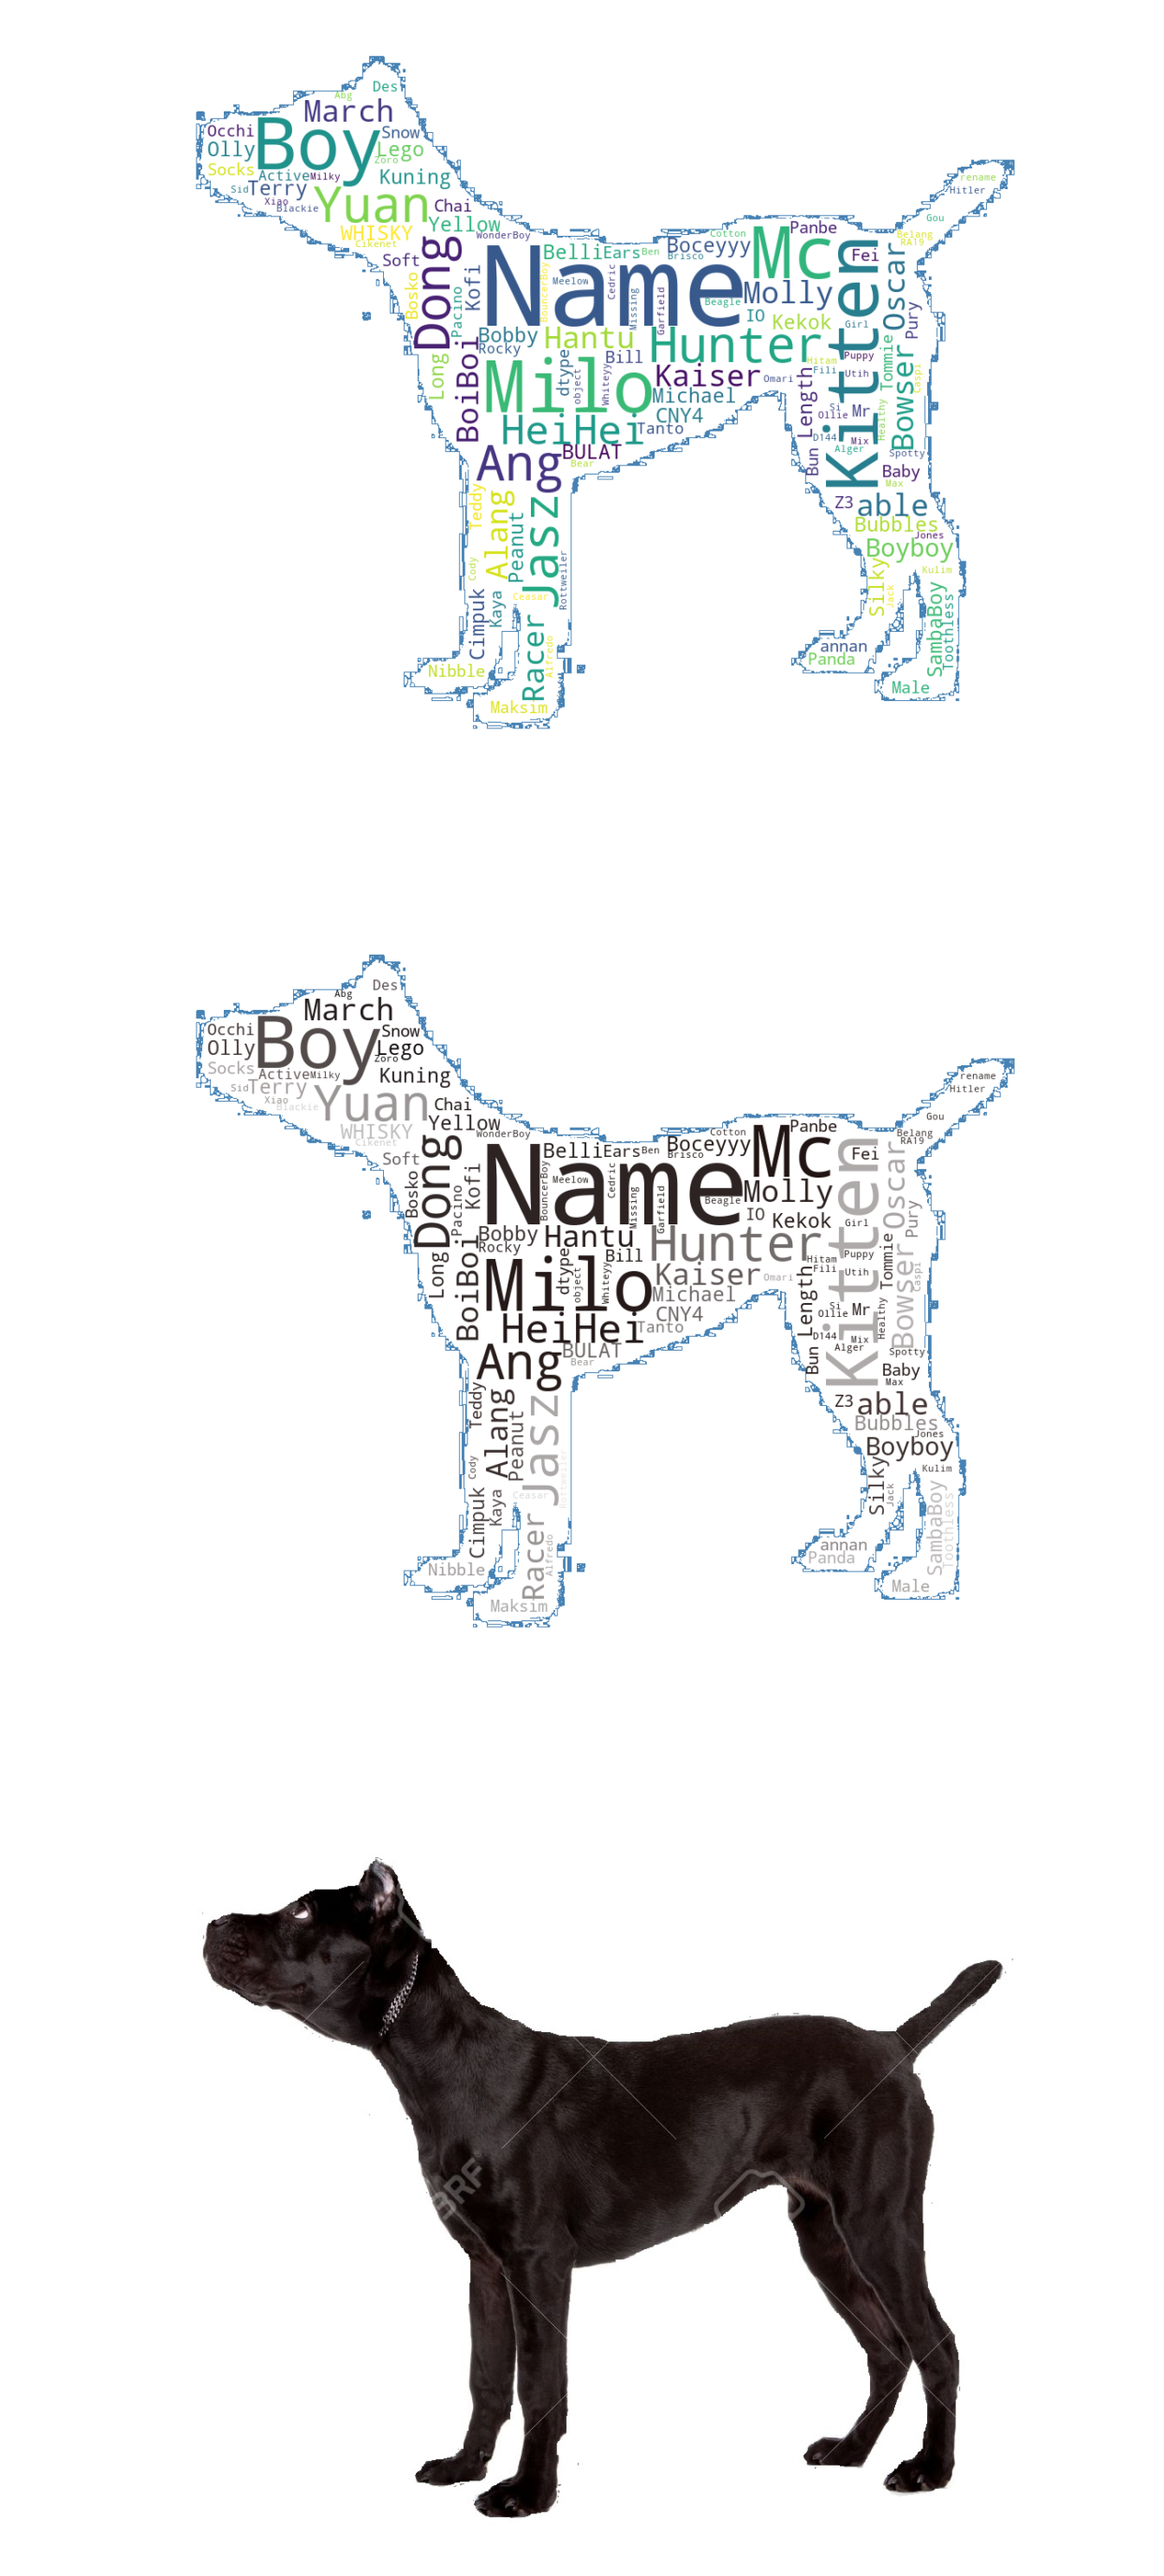 Des
Abg
March
Occhi
Boy
Snow
Olly
Lego
Zoro
Socks
Active
Milky
Kuning
Sid
Terry
Xiao
Blackie
Yuan
Chai
Yellow
WHISKY
Cikenet
WonderBoy
Soft
Dong
Bosko
Pacino
Kofi
Long
BoiBoi
Name
Belli
Ears
Ben
Brisco
Boceyyy
Cotton
Mc
Panbe
Fei
Meelow
BouncerBoy
Cedric
Missing
Garfield
Beagle
Molly
IO
Kekok
Bobby
Rocky
Hantu
Hunter
Bill
Milo
dtype
object
Whiteyy
Kaiser
Omari
Michael
CNY4
Tanto
HeiHei
Ang
BULAT
Bear
rename
Hitler
Gou
Belang
RA19
Kitten
Oscar
Pury
Girl
Puppy
Tommie
Hitam
Fili
Utih
Bowser
Caspi
Length
Si
Ollie
Mr
Healthy
D144
Mix
Alger
Bun
Spotty
Baby
Max
Z3
able
Bubbles
Jones
Boyboy
Kulim
Silky
Jack
SambaBoy
Toothless
annan
Panda
Male
Teddy
Alang
Peanut
Jasz
Cody
Rottweiler
Ceasar
Cimpuk
Kaya
Racer
Alfredo
Nibble
Maksim
Des
Abg
March
Occhi
Boy
Snow
Olly
Lego
Zoro
Socks
Active
Milky
Kuning
Sid
Terry
Xiao
Blackie
Yuan
Chai
Yellow
WHISKY
Cikenet
WonderBoy
Soft
Dong
Bosko
Pacino
Kofi
Long
BoiBoi
Name
Belli
Ears
Ben
Brisco
Boceyyy
Cotton
Mc
Panbe
Fei
Meelow
BouncerBoy
Cedric
Missing
Garfield
Beagle
Molly
IO
Kekok
Bobby
Rocky
Hantu
Hunter
Bill
Milo
dtype
object
Whiteyy
Kaiser
Omari
Michael
CNY4
Tanto
HeiHei
Ang
BULAT
Bear
rename
Hitler
Gou
Belang
RA19
Kitten
Oscar
Pury
Girl
Puppy
Tommie
Hitam
Fili
Utih
Bowser
Caspi
Length
Si
Ollie
Mr
Healthy
D144
Mix
Alger
Bun
Spotty
Baby
Max
Z3
able
Bubbles
Jones
Boyboy
Kulim
Silky
Jack
SambaBoy
Toothless
annan
Panda
Male
Teddy
Alang
Peanut
Jasz
Cody
Rottweiler
Ceasar
Cimpuk
Kaya
Racer
Alfredo
Nibble
Maksim